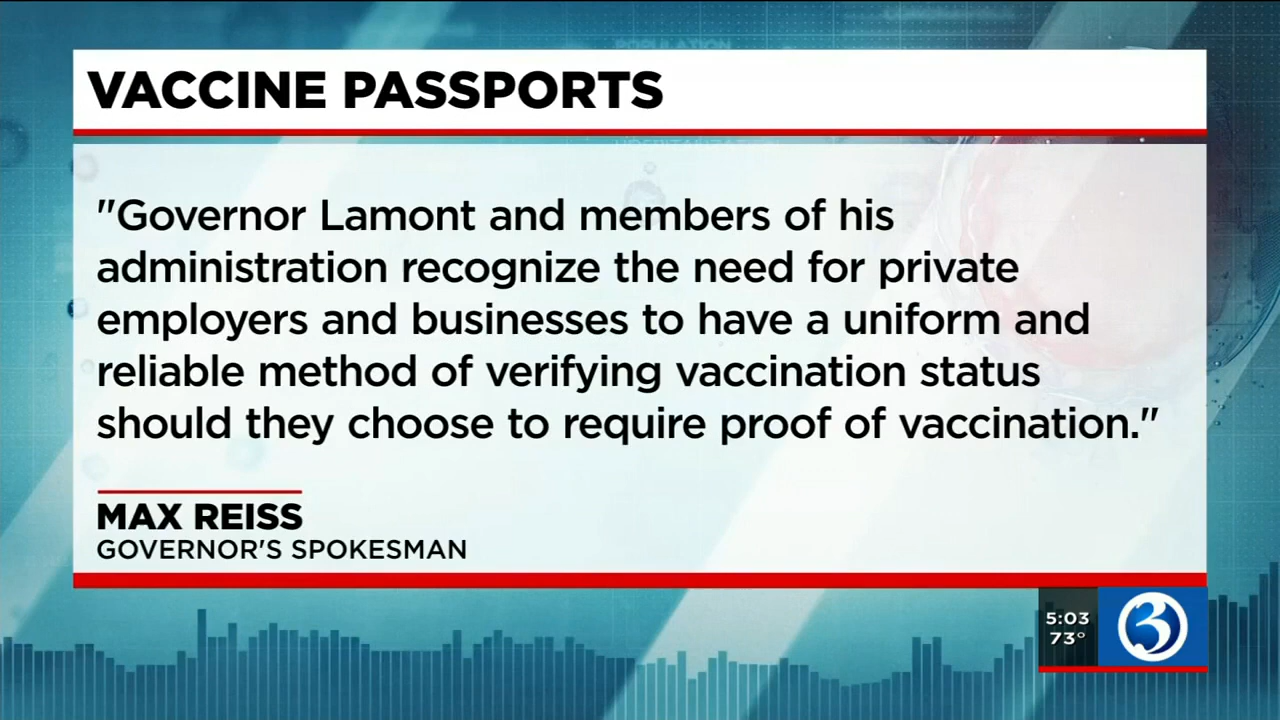 VACCINE PASSPORTS
"Governor Lamont and members of his
administration recognize the need for private
employers and businesses to have a uniform and
reliable method of verifying vaccination status
should they choose to require proof of vaccination."
MAX REISS
GOVERNOR'S SPOKESMAN
5:03
73°
3